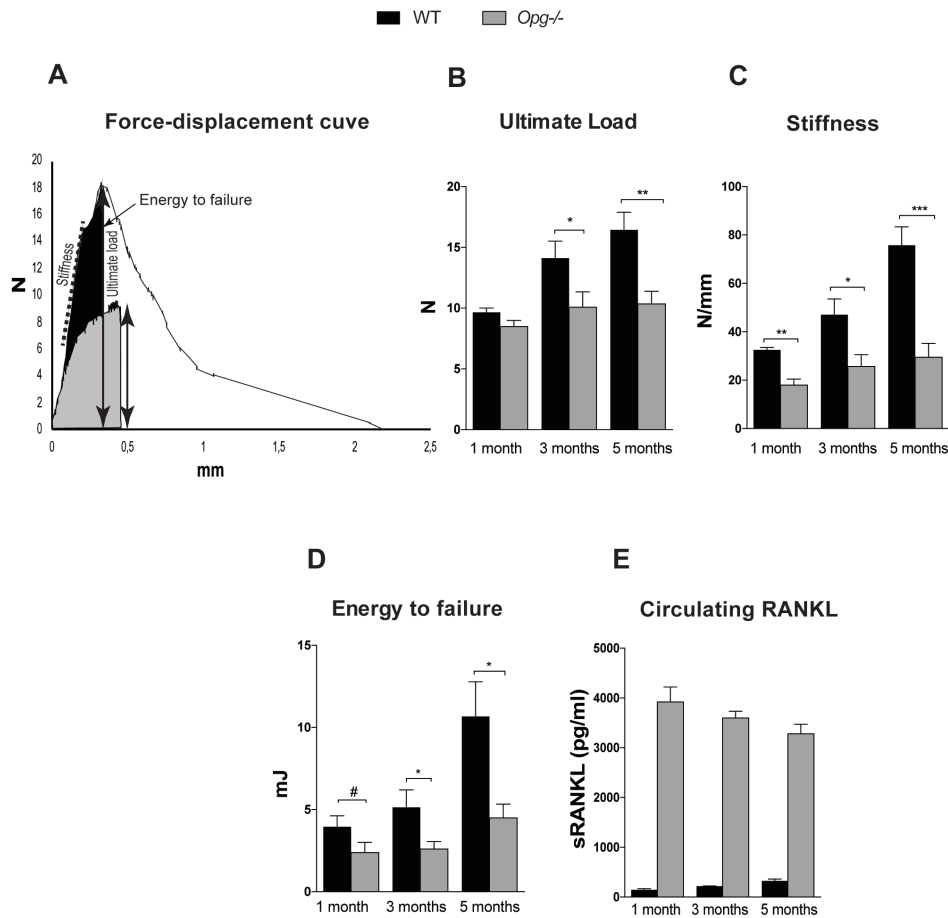 WT Opg-/-
A
Force-displacement cuve
N
20
18
16
14
12
10
8
6
4
2
0
Stiffness
Energy to failure
Ultimate load
0 0,5 1 1,5 2 2,5
mm
B
Ultimate Load
N
20
15
10
5
0
*
**
1 month 3 months 5 months
C
Stiffness
N/mm
100
80
60
40
20
0
**
*
***
1 month 3 months 5 months
D
Energy to failure
mJ
15
10
5
0
#
*
*
1 month 3 months 5 months
E
Circulating RANKL
sRANKL (pg/ml)
5000
4000
3000
2000
1000
0
1 month 3 months 5 months